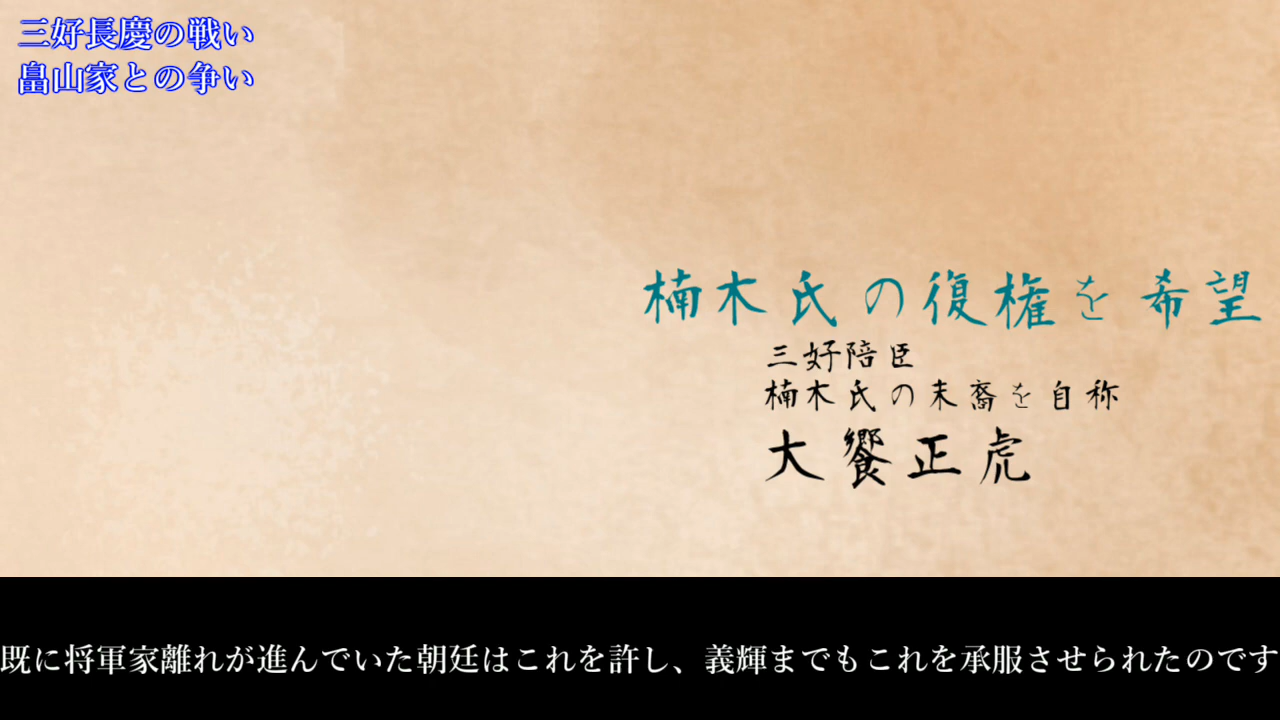 三好長慶の戦い
畠山家との争い
楠木氏の復権を希望
三好陪臣
楠木氏の末裔を自称
大饗正虎
既に将軍家離れが進んでいた朝廷はこれを許し、義輝までもこれを承服させられたのです